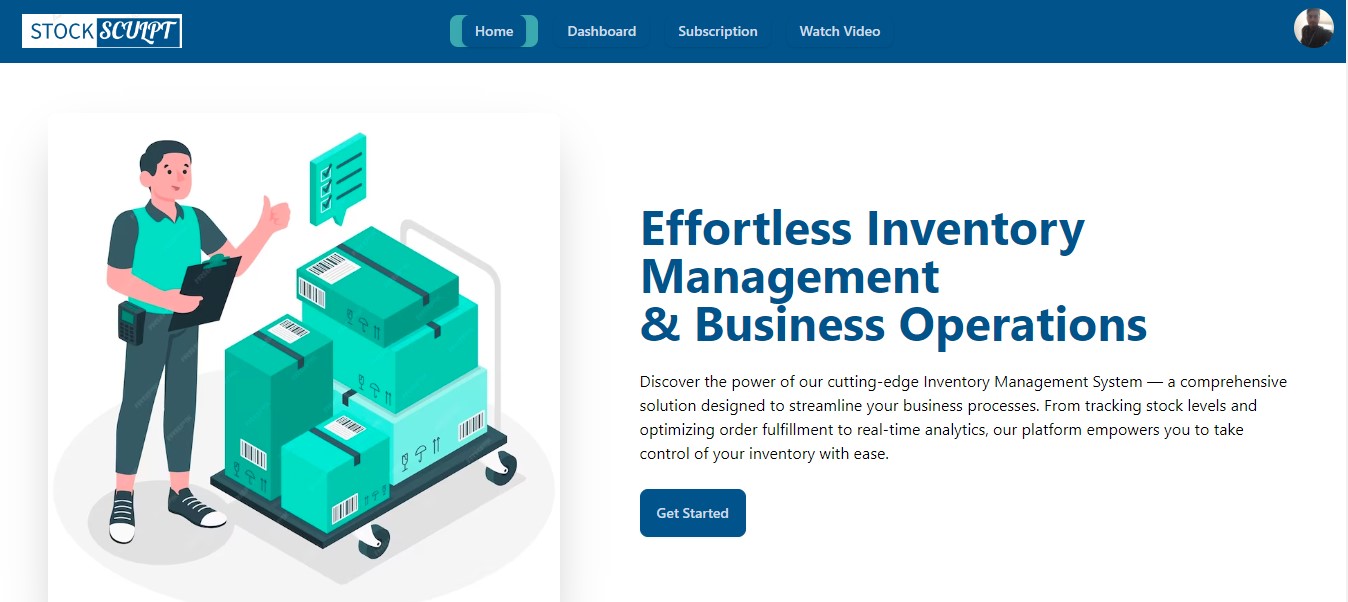 STOCK SCULPT
Home
Dashboard
Subscription
Watch Video
Effortless Inventory
Management
& Business Operations
Discover the power of our cutting-edge Inventory Management System — a comprehensive
solution designed to streamline your business processes. From tracking stock levels and
optimizing order fulfillment to real-time analytics, our platform empowers you to take
control of your inventory with ease.
Get Started